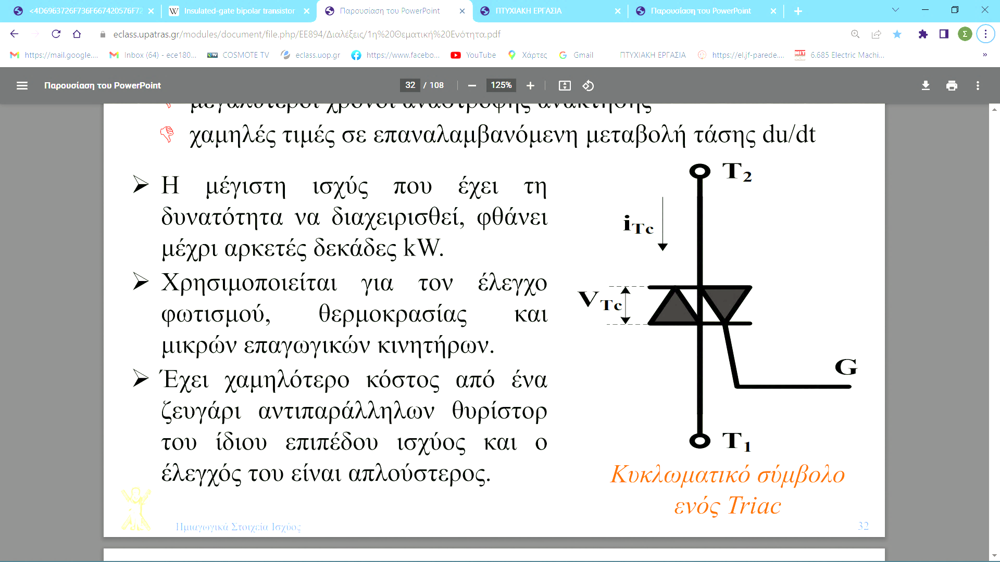 <4D6963726F736F667420576F72
Insulated-gate bipolar transistor
Παρουσίαση του PowerPoint
ΠΤΥΧΙΑΚΗ ΕΡΓΑΣΙΑ
Παρουσίαση του PowerPoint
eclass.upatras.gr/modules/document/file.php/EE894/Διαλέξεις/1η%20Θεματική%20Ενότητα.pdf
Σ
https://mail.google....
Inbox (64) - ece180...
COSMOTE TV
eclass.uop.gr
https://www.facebo...
YouTube
Χάρτες
Gmail
ΠΤΥΧΙΑΚΗ ΕΡΓΑΣΙΑ
https://el.jf-parede....
6.685 Electric Machi...
»
Παρουσίαση του PowerPoint
32 / 108
125%
μεγαλύτεροι χρόνοι αναστροφής ανάκτησης
χαμηλές τιμές σε επαναλαμβανόμενη μεταβολή τάσης du/dt
Η μέγιστη ισχύς που έχει τη
δυνατότητα να διαχειρισθεί, φθάνει
μέχρι αρκετές δεκάδες kW.
Χρησιμοποιείται για τον έλεγχο
φωτισμού, θερμοκρασίας και
μικρών επαγωγικών κινητήρων.
Έχει χαμηλότερο κόστος από ένα
ζευγάρι αντιπαράλληλων θυρίστορ
του ίδιου επιπέδου ισχύος και ο
έλεγχός του είναι απλούστερος.
T2
iTc
VTc
G
T1
Κυκλωματικό σύμβολο
ενός Triac
Ημιαγωγικά Στοιχεία Ισχύος
32